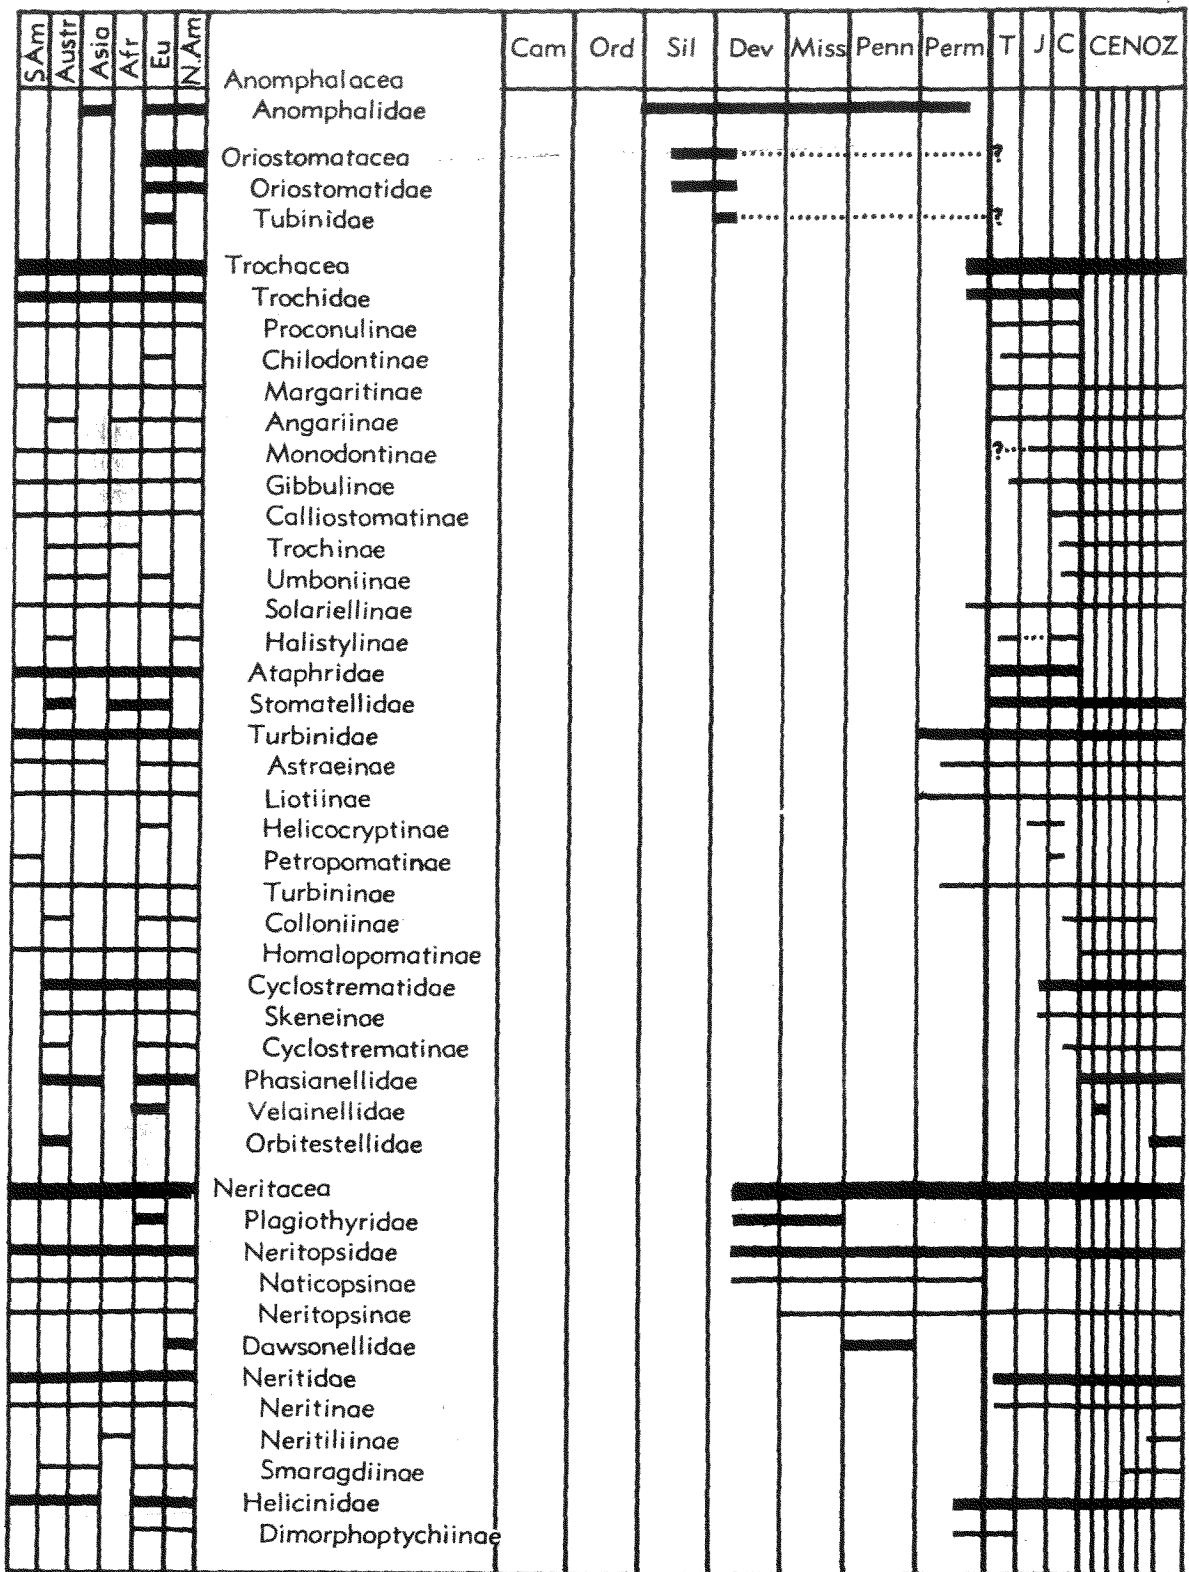 S.Am Austr Asia Afr Eu N.Am Cam Ord Sil Dev Miss Penn Perm T J C CENOZ
Anomphalacea
Anomphalidae
Oriostomatacea ?
Oriostomatidae
Tubinidae ?
Trochacea
Trochidae
Proconulinae
Chilodontinae
Margaritinae
Angariinae
Monodontinae ?
Gibbulinae
Calliostomatinae
Trochinae
Umboniinae
Solariellinae
Halistylinae
Ataphridae
Stomatellidae
Turbinidae
Astraeinae
Liotiinae
Helicocryptinae
Petropomatinae
Turbininae
Colloniinae
Homalopomatinae
Cyclostrematidae
Skeneinae
Cyclostrematinae
Phasianellidae
Velainellidae
Orbitestellidae
Neritacea
Plagiothyridae
Neritopsidae
Naticopsinae
Neritopsinae
Dawsonellidae
Neritidae
Neritinae
Neritiliinae
Smaragdiinae
Helicinidae
Dimorphoptychiinae